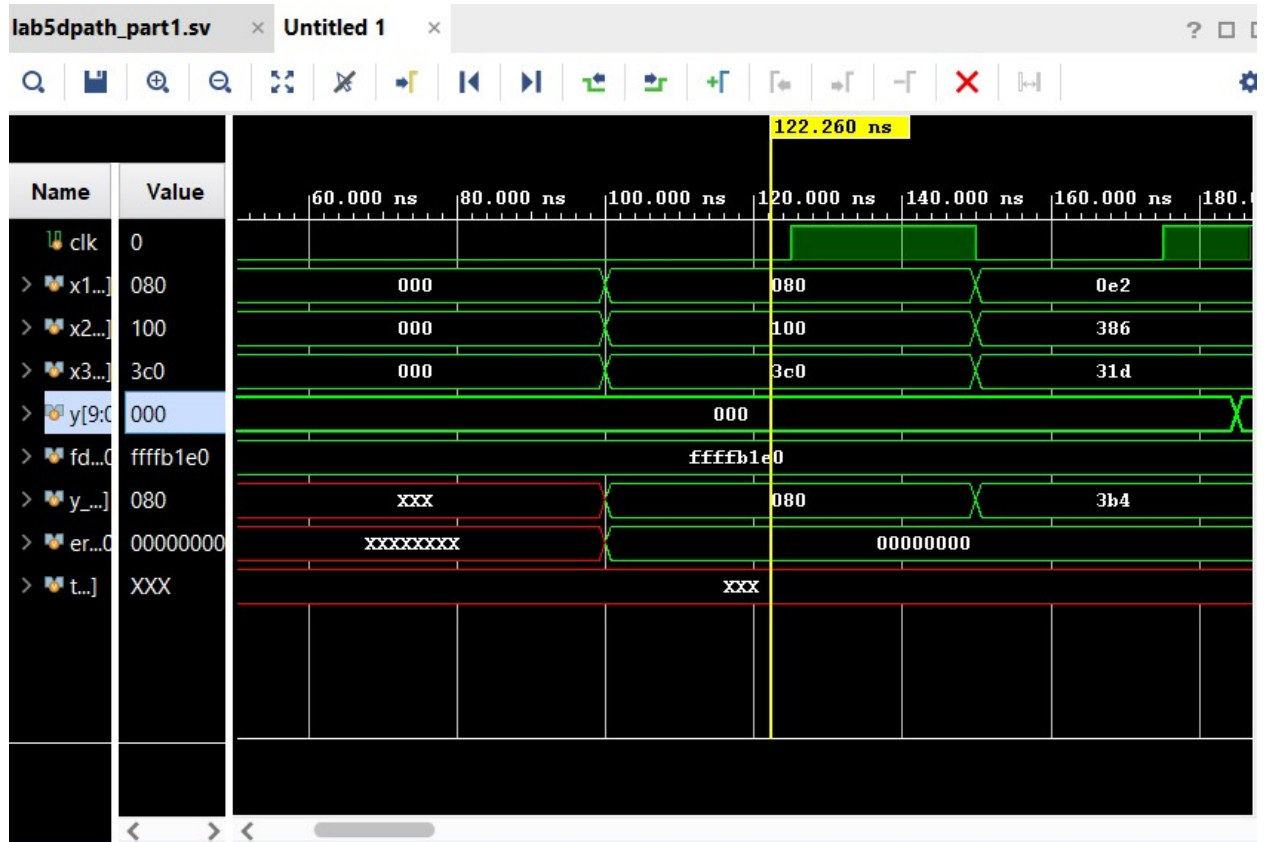 lab5dpath_part1.sv × Untitled 1 × ?
122.260 ns
Name Value
60.000 ns 80.000 ns 100.000 ns 120.000 ns 140.000 ns 160.000 ns 180.
clk 0
> x1...] 080 000 080 0e2
> x2...] 100 000 100 386
> x3...] 3c0 000 3c0 31d
> y[9:0 000 000
> fd...0 ffffb1e0 ffffb1e0
> y_...] 080 XXX 080 3b4
> er...0 00000000 XXXXXXXX 00000000
> t...] XXX XXX